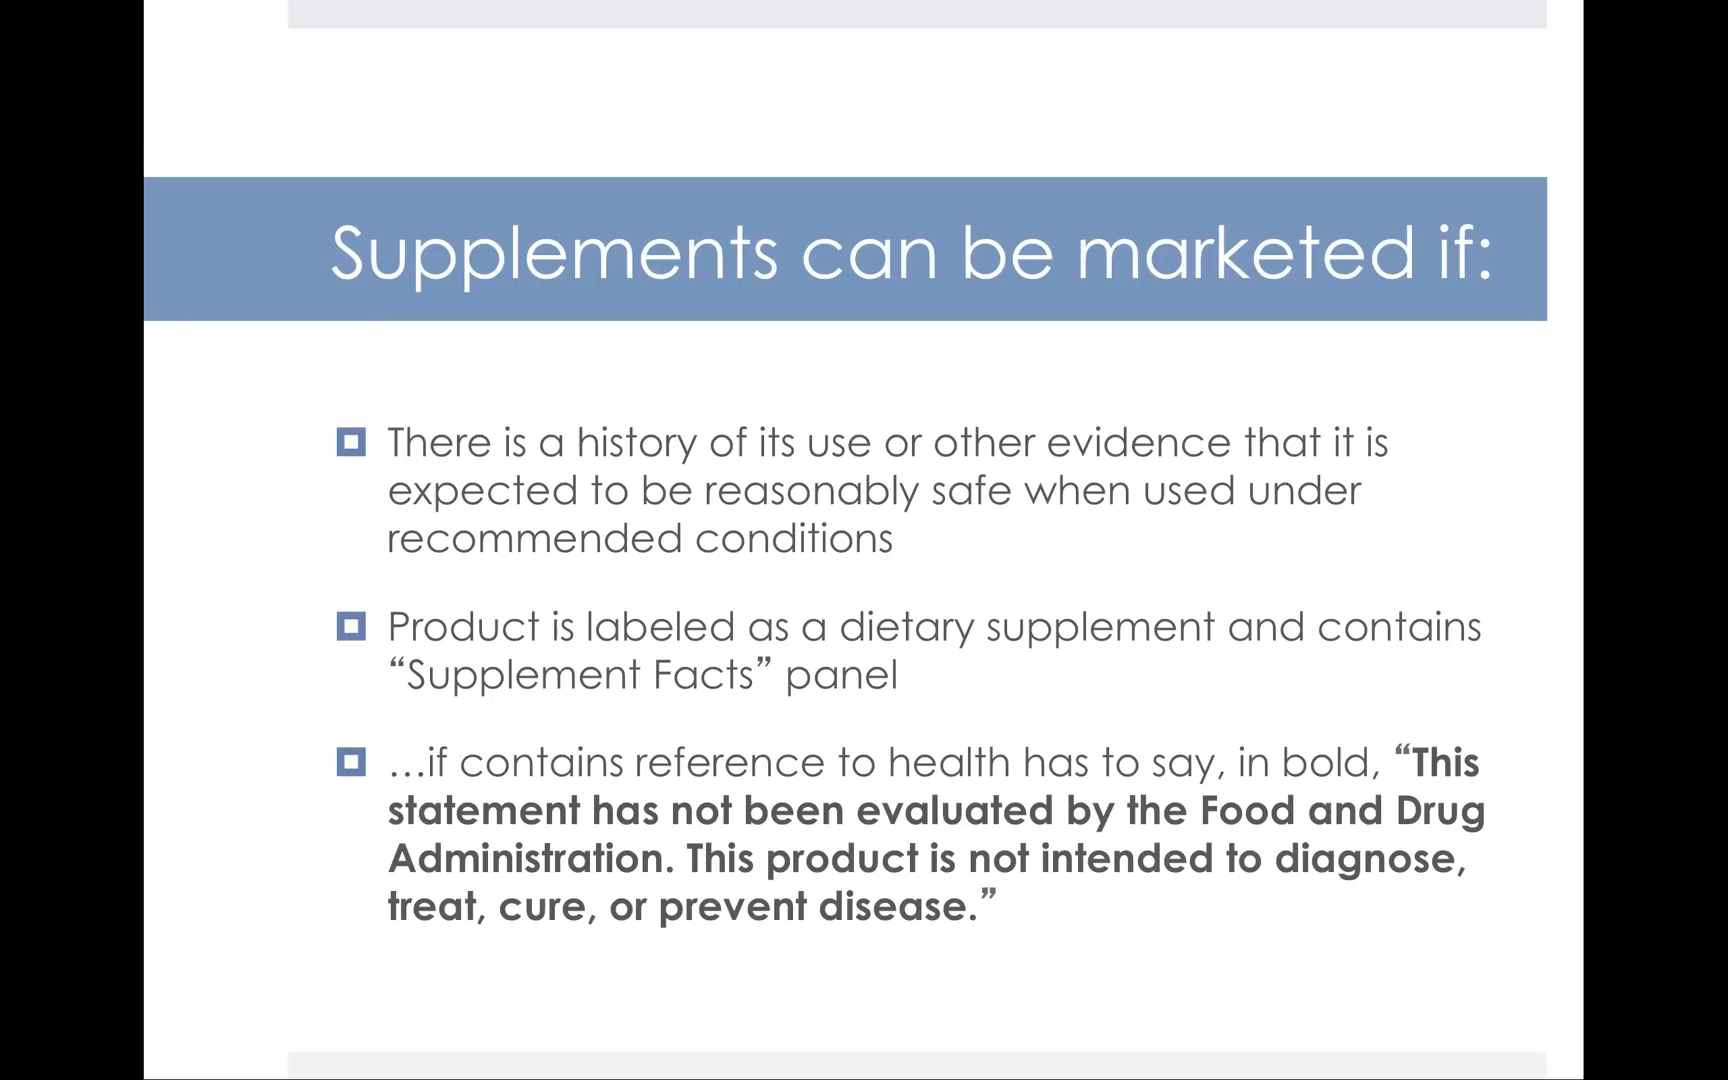 Supplements can be marketed if:
There is a history of its use or other evidence that it is
expected to be reasonably safe when used under
recommended conditions
Product is labeled as a dietary supplement and contains
“Supplement Facts” panel
…if contains reference to health has to say, in bold, “This
statement has not been evaluated by the Food and Drug
Administration. This product is not intended to diagnose,
treat, cure, or prevent disease.”